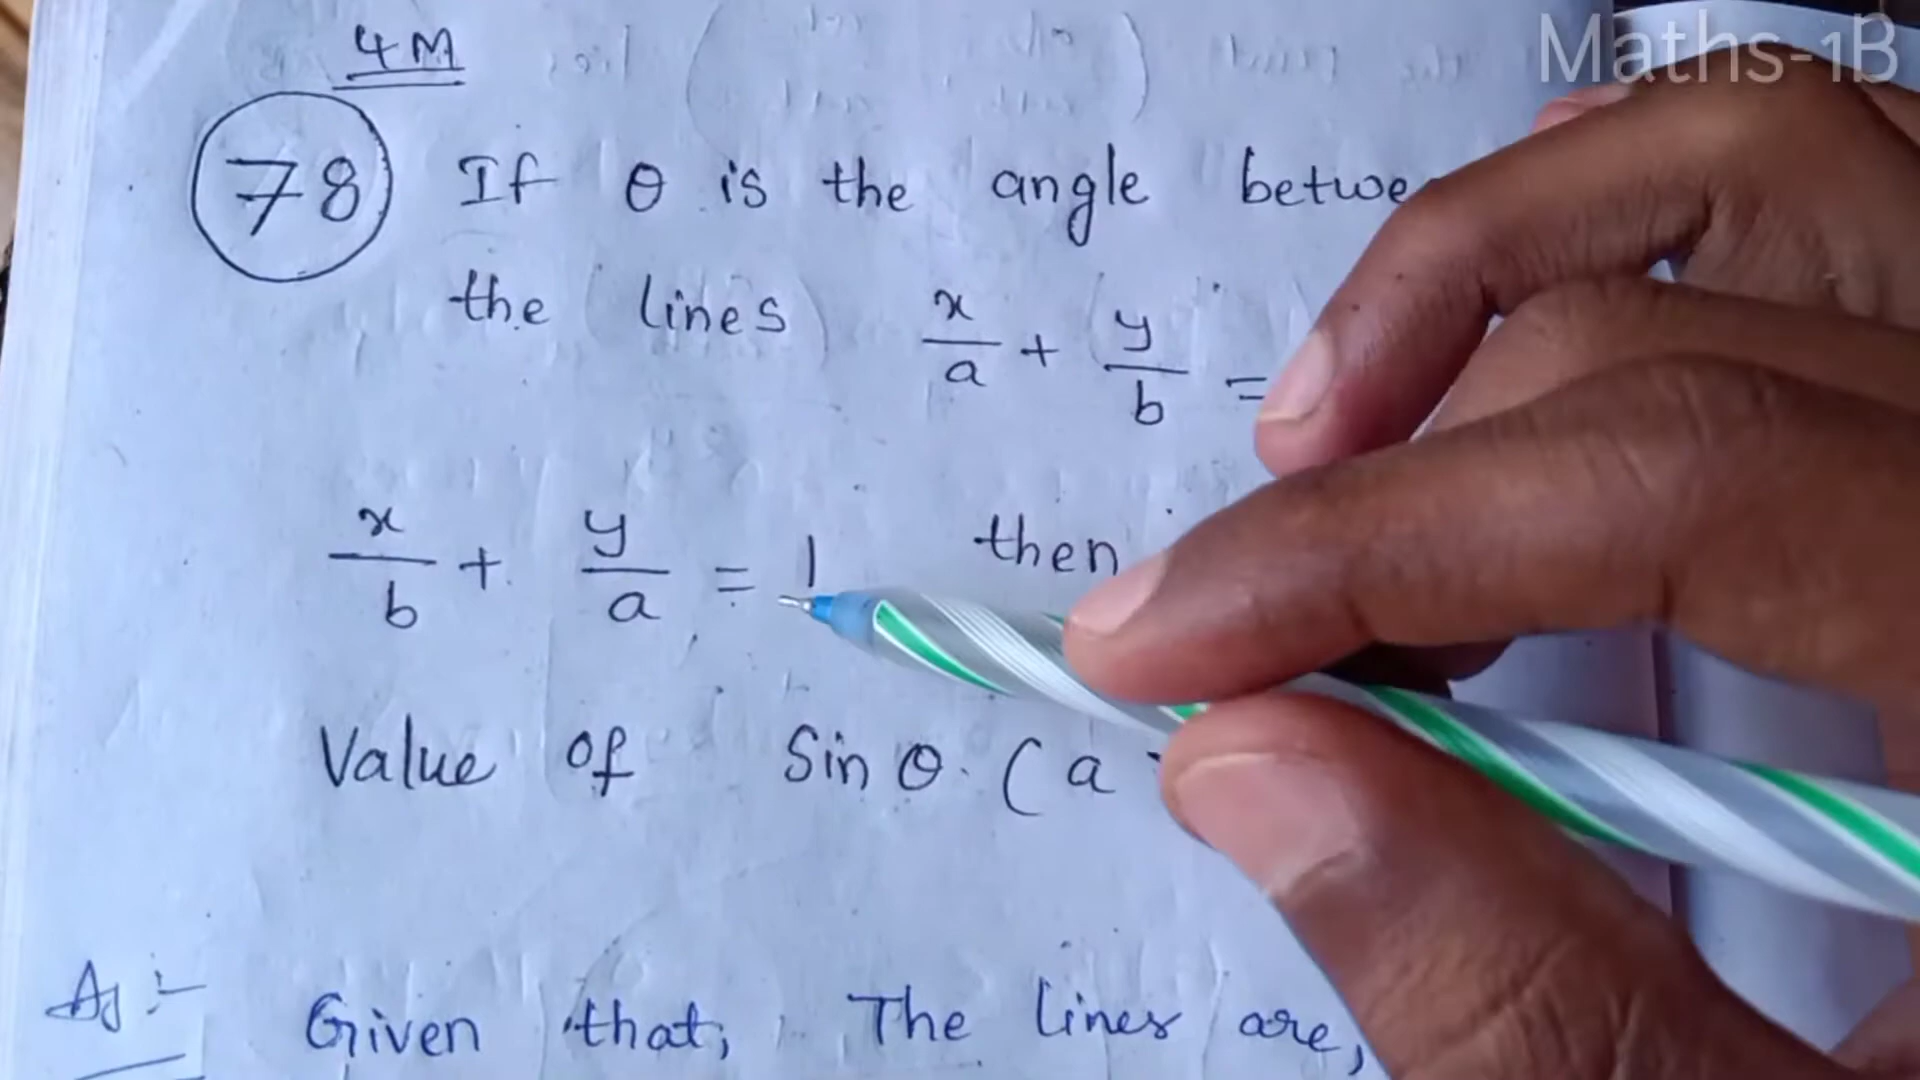 Maths-1B
4M
78 If θ is the angle betwe
the lines x/a + y/b =
x/b + y/a = 1 then
Value of Sin θ. (a
Given that, The lines are,